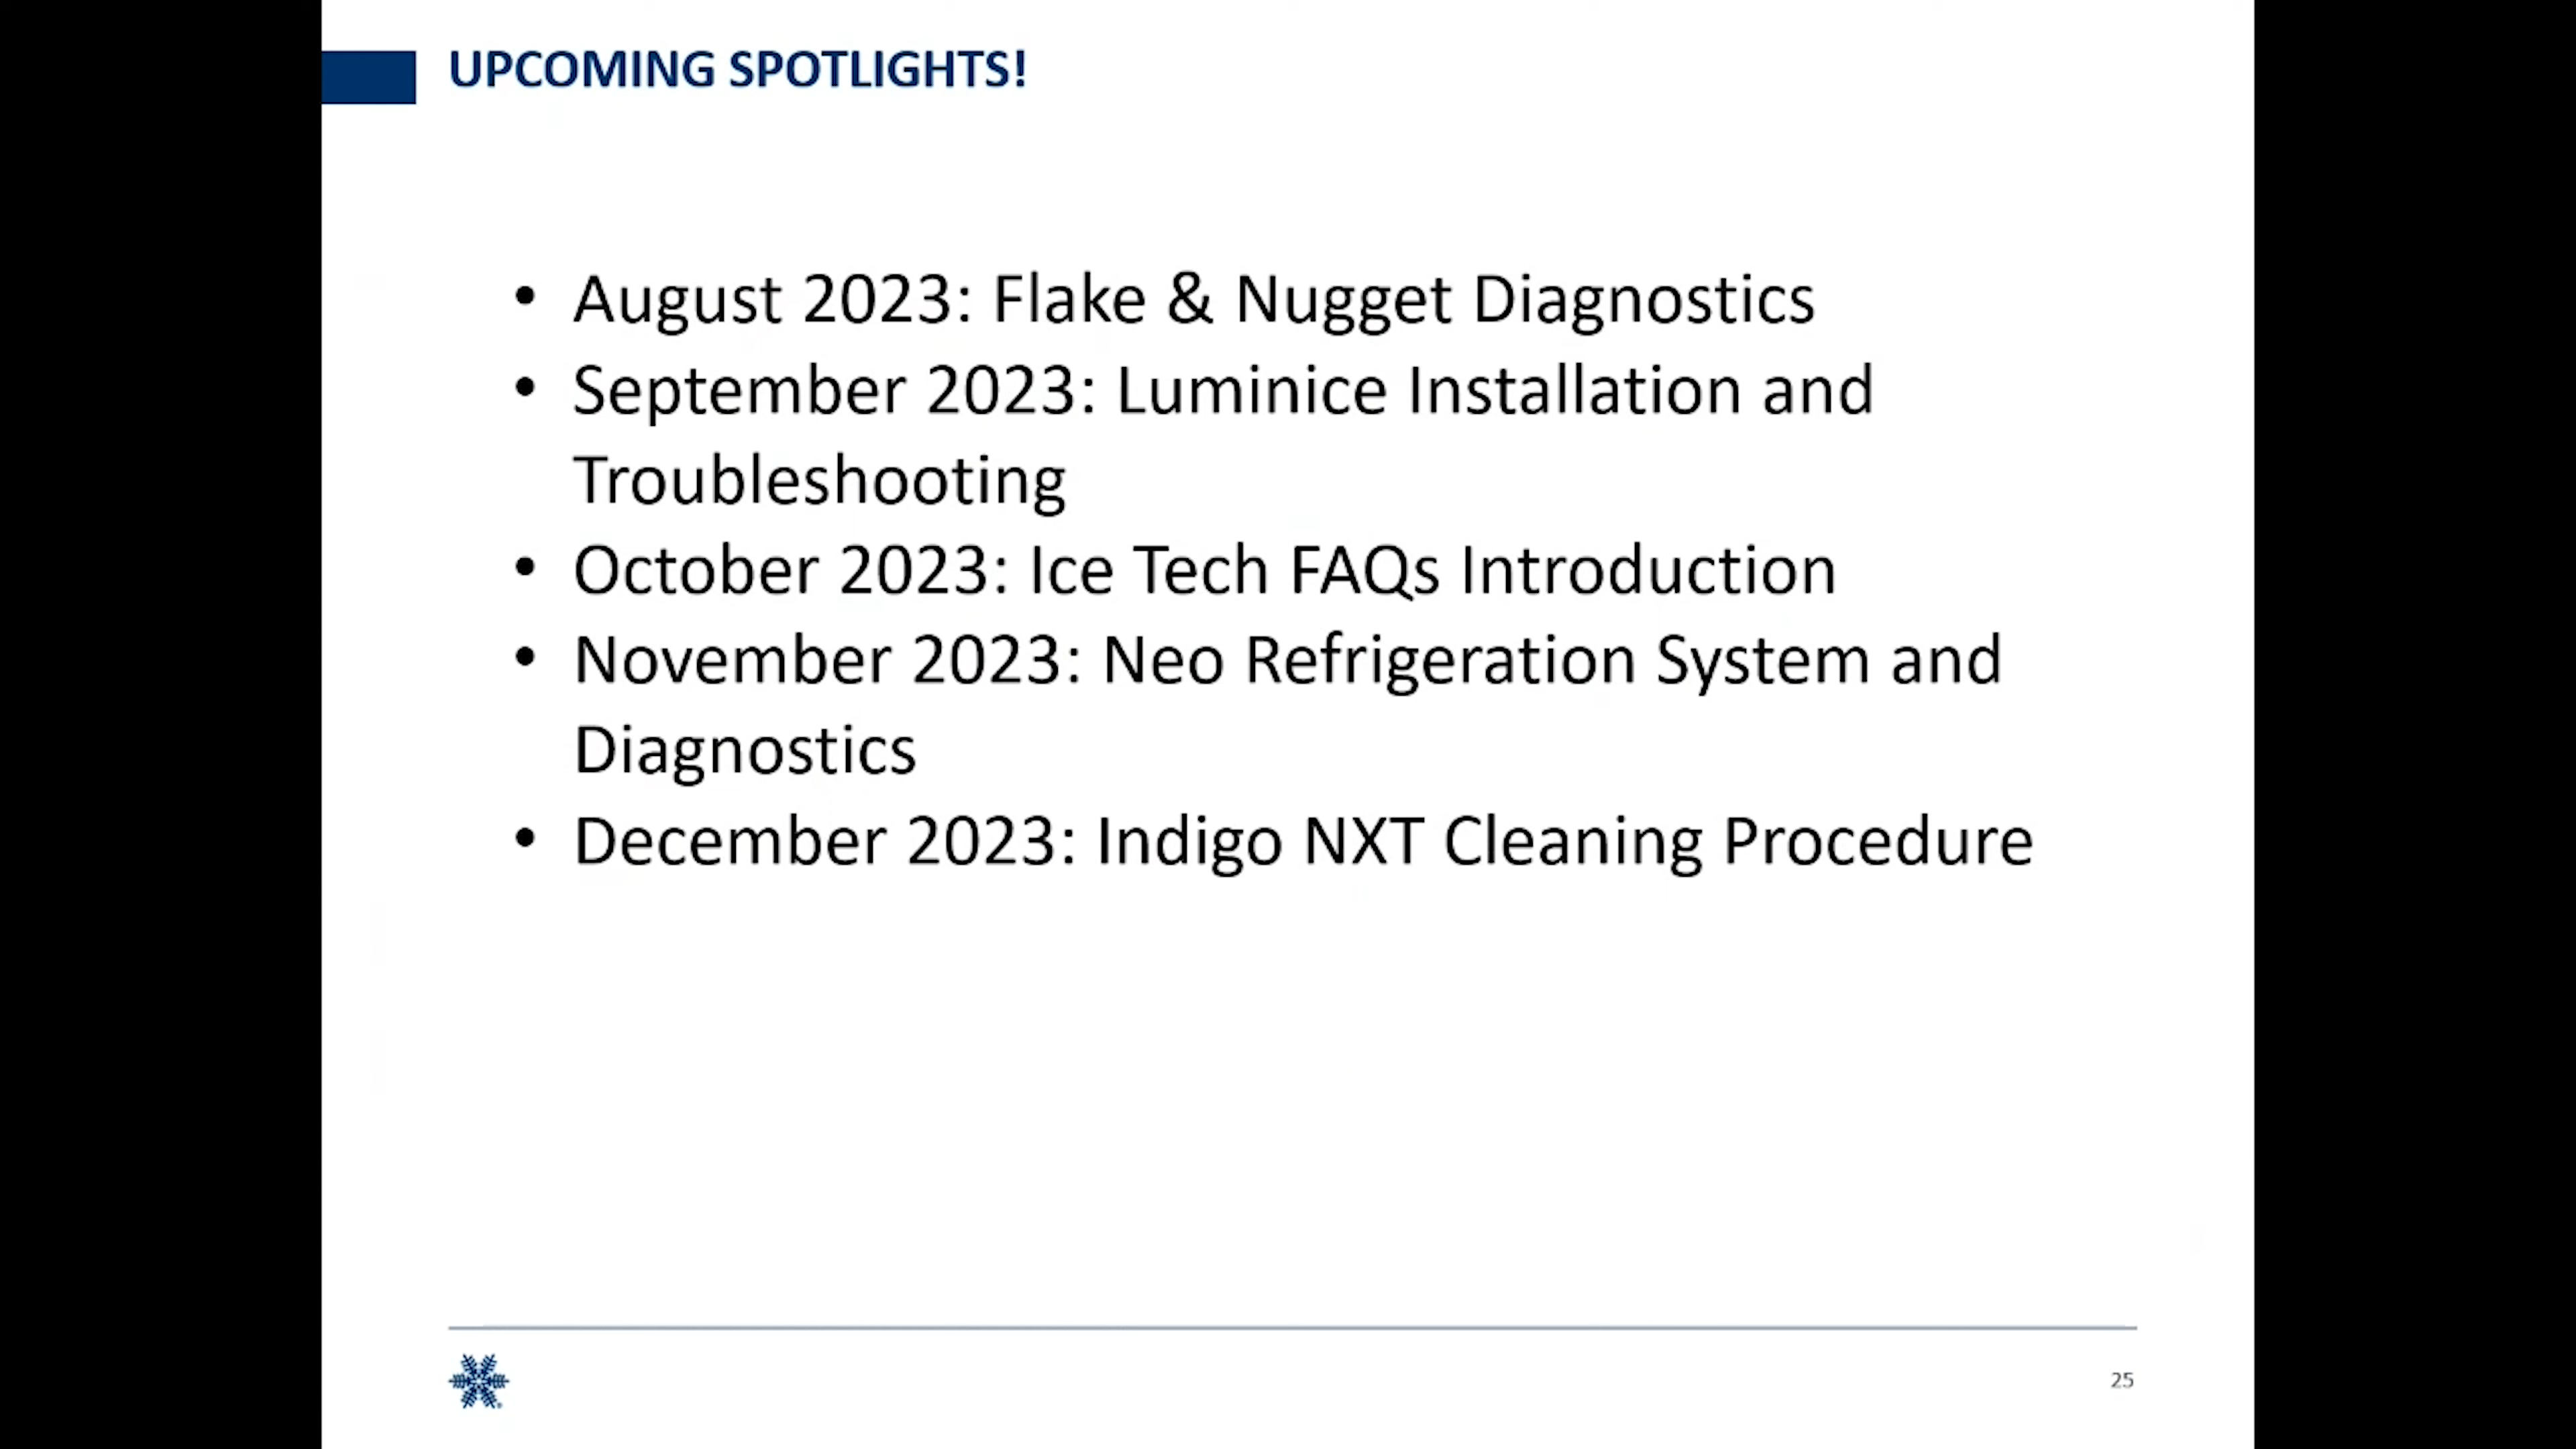 UPCOMING SPOTLIGHTS!
• August 2023: Flake & Nugget Diagnostics
• September 2023: Luminice Installation and
Troubleshooting
• October 2023: Ice Tech FAQs Introduction
• November 2023: Neo Refrigeration System and
Diagnostics
• December 2023: Indigo NXT Cleaning Procedure
25